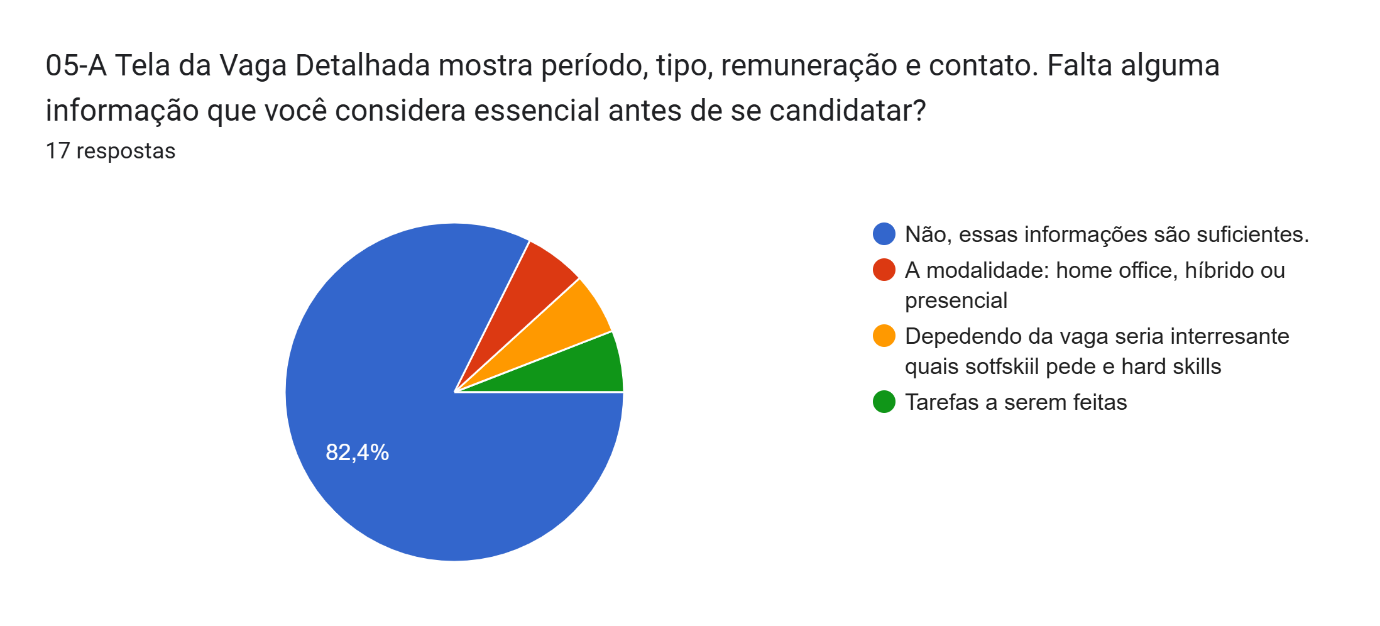 05-A Tela da Vaga Detalhada mostra período, tipo, remuneração e contato. Falta alguma
informação que você considera essencial antes de se candidatar?
17 respostas
Não, essas informações são suficientes.
A modalidade: home office, híbrido ou
presencial
Depedendo da vaga seria interresante
quais sotfskiil pede e hard skills
Tarefas a serem feitas
82,4%